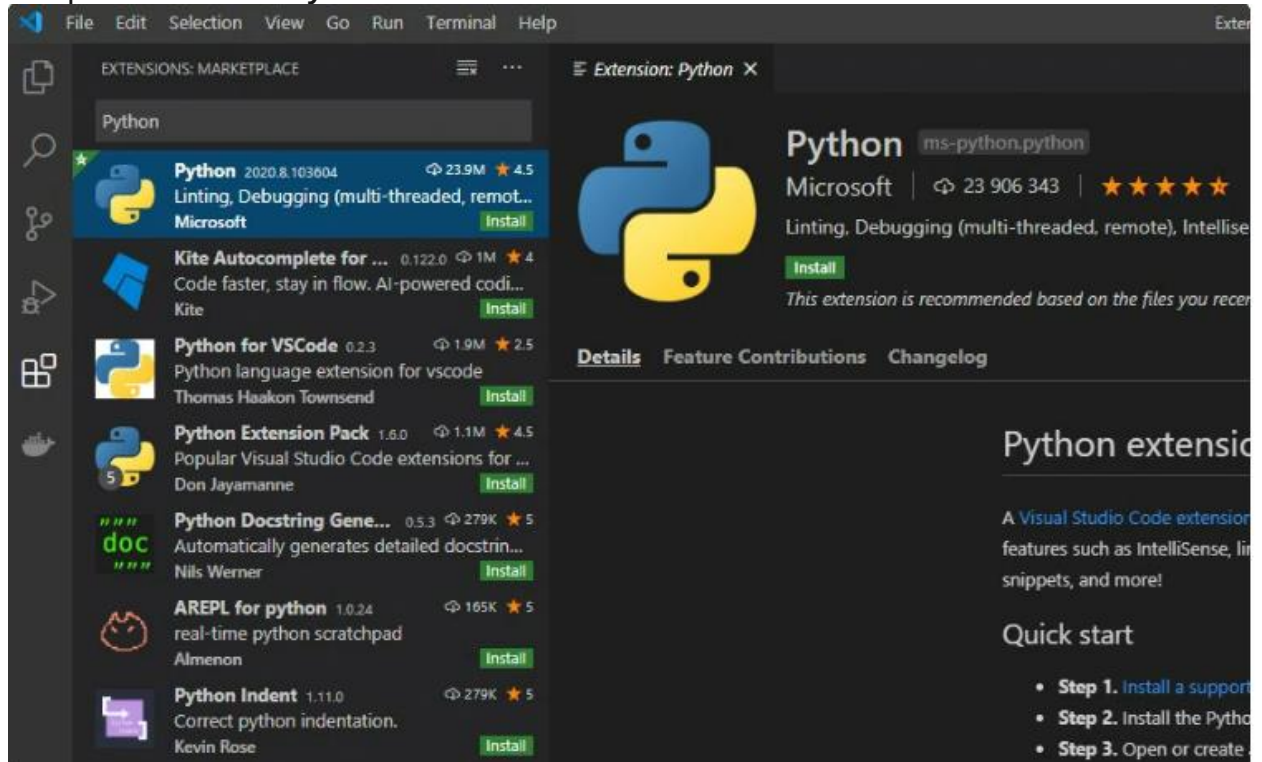 File Edit Selection View Go Run Terminal Help
EXTENSIONS: MARKETPLACE
Python
Python 2020.8.103604 23.9M 4.5
Linting, Debugging (multi-threaded, remot...
Microsoft Install
Kite Autocomplete for ... 0.122.0 1M 4
Code faster, stay in flow. AI-powered codi...
Kite Install
Python for VSCode 0.2.3 1.9M 2.5
Python language extension for vscode
Thomas Haakon Townsend Install
Python Extension Pack 1.6.0 1.1M 4.5
Popular Visual Studio Code extensions for ...
5
Don Jayamanne Install
Python Docstring Gene... 0.5.3 279K 5
""" doc """
Automatically generates detailed docstrin...
Nils Werner Install
AREPL for python 1.0.24 165K 5
real-time python scratchpad
Almenon Install
Python Indent 1.11.0 279K 5
Correct python indentation.
Kevin Rose Install
Extension: Python
Python ms-python.python
Microsoft 23 906 343
Linting, Debugging (multi-threaded, remote), Intellise
Install
This extension is recommended based on the files you recer
Details Feature Contributions Changelog
Python extensio
A Visual Studio Code extension
features such as IntelliSense, lin
snippets, and more!
Quick start
• Step 1. Install a support
• Step 2. Install the Pytho
• Step 3. Open or create